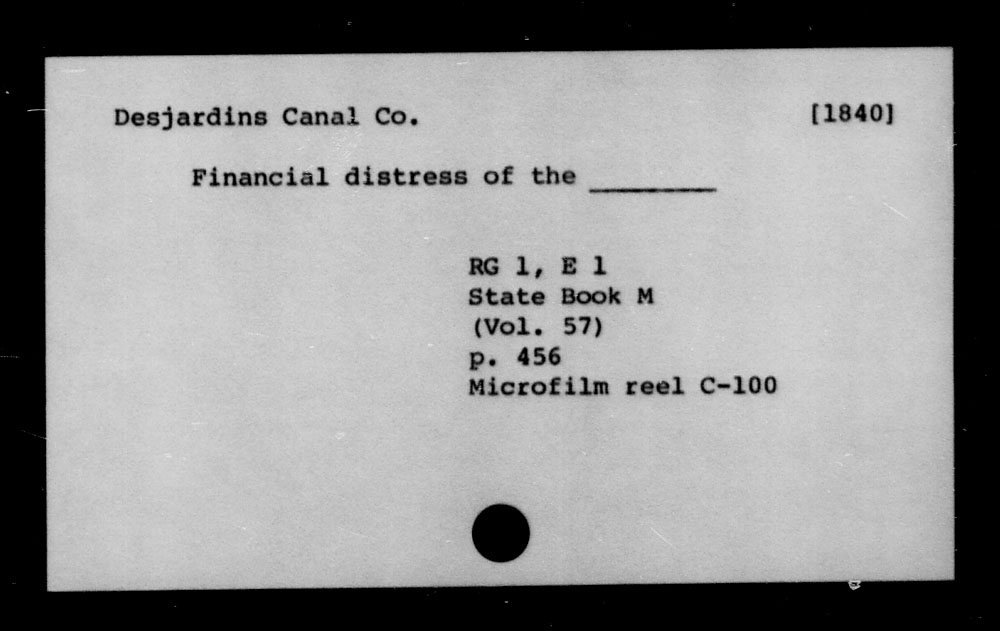 Desjardins Canal Co. [1840]
Financial distress of the ________
RG 1, E 1
State Book M
(Vol. 57)
p. 456
Microfilm reel C-100